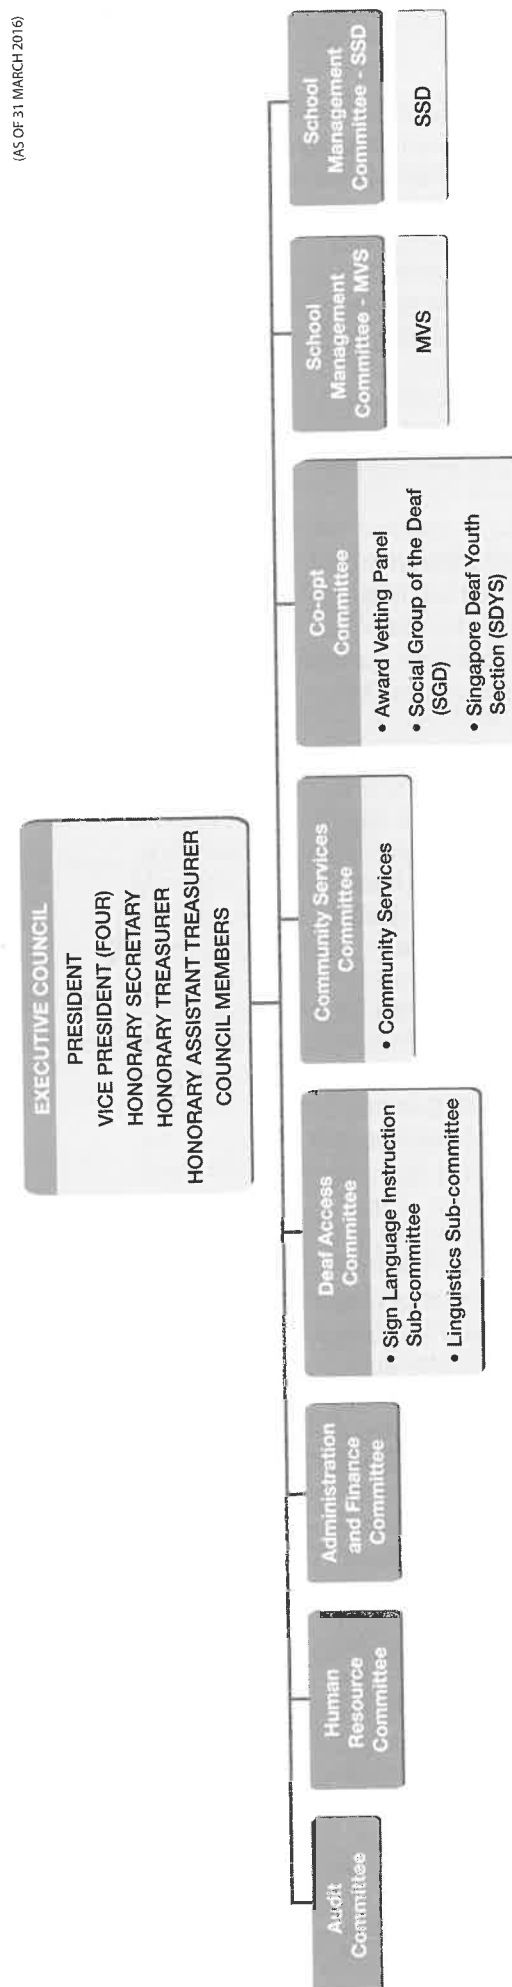 (AS OF 31 MARCH 2016)
EXECUTIVE COUNCIL
PRESIDENT
VICE PRESIDENT (FOUR)
HONORARY SECRETARY
HONORARY TREASURER
HONORARY ASSISTANT TREASURER
COUNCIL MEMBERS
Audit
Committee
Human
Resource
Committee
Administration
and Finance
Committee
Deaf Access
Committee
• Sign Language Instruction
Sub-committee
• Linguistics Sub-committee
Community Services
Committee
• Community Services
Co-opt
Committee
• Award Vetting Panel
• Social Group of the Deaf
(SGD)
• Singapore Deaf Youth
Section (SDYS)
School
Management
Committee - MVS
MVS
School
Management
Committee - SSD
SSD